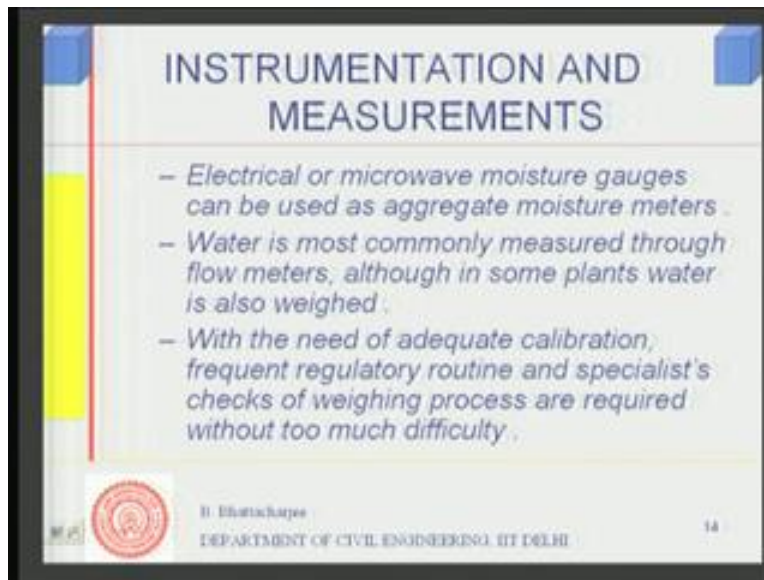 INSTRUMENTATION AND
MEASUREMENTS
– Electrical or microwave moisture gauges
can be used as aggregate moisture meters .
– Water is most commonly measured through
flow meters, although in some plants water
is also weighed .
– With the need of adequate calibration,
frequent regulatory routine and specialist's
checks of weighing process are required
without too much difficulty .
B. Bhattacharjee
DEPARTMENT OF CIVIL ENGINEERING, IIT DELHI
14